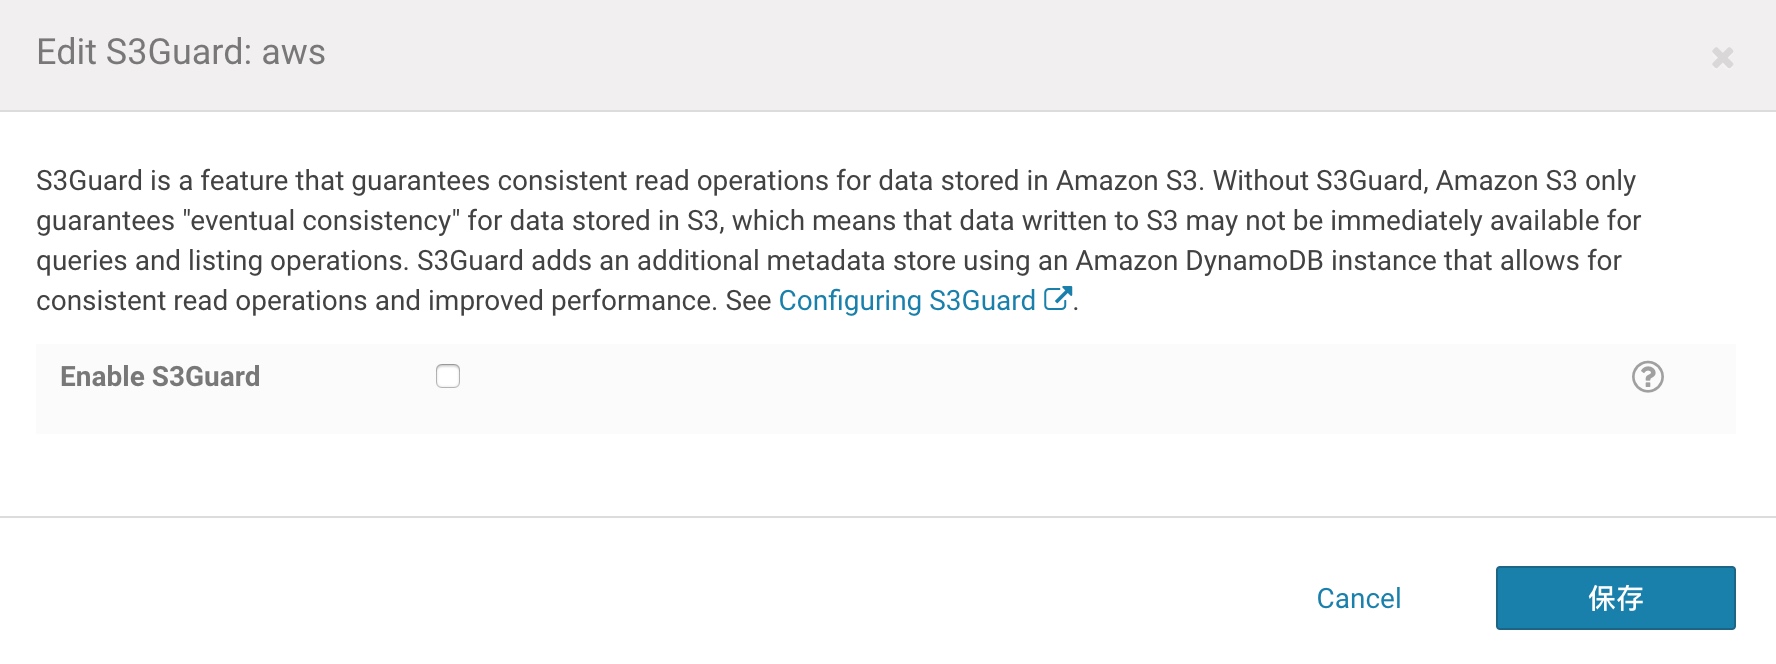 Edit S3Guard: aws
S3Guard is a feature that guarantees consistent read operations for data stored in Amazon S3. Without S3Guard, Amazon S3 only
guarantees "eventual consistency" for data stored in S3, which means that data written to S3 may not be immediately available for
queries and listing operations. S3Guard adds an additional metadata store using an Amazon DynamoDB instance that allows for
consistent read operations and improved performance. See Configuring S3Guard.
Enable S3Guard
Cancel
保存